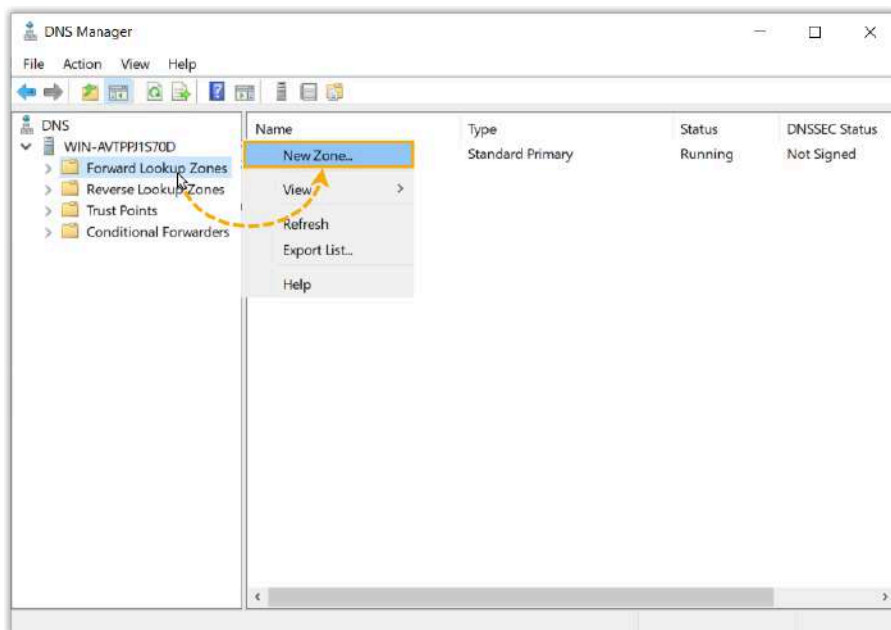 DNS Manager
File Action View Help
DNS
WIN-AVTPPJ1S70D
Forward Lookup Zones
Reverse Lookup Zones
Trust Points
Conditional Forwarders
Name Type Status DNSSEC Status
Standard Primary Running Not Signed
New Zone...
View
Refresh
Export List...
Help